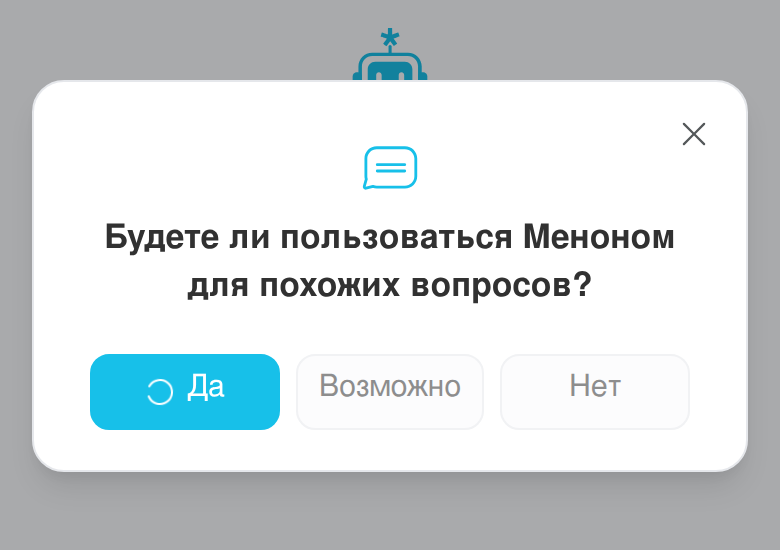 Будете ли пользоваться Меноном
для похожих вопросов?
Да
Возможно
Нет